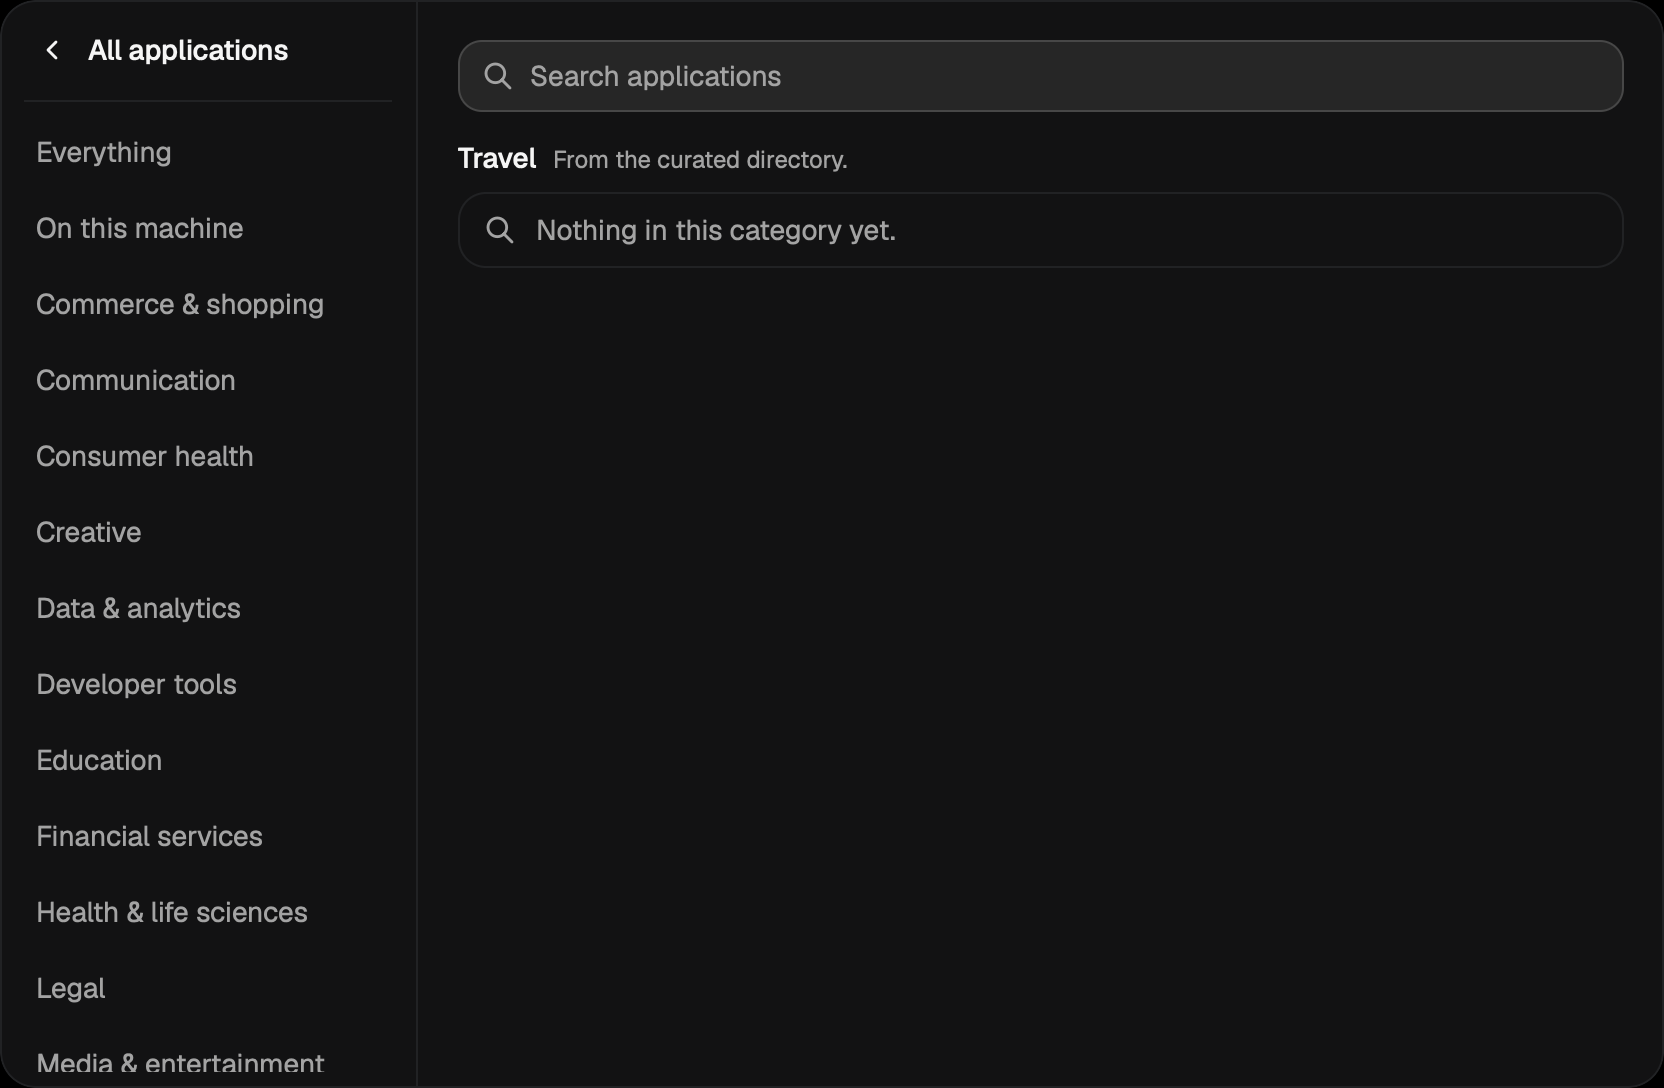 All applications
Everything
On this machine
Commerce & shopping
Communication
Consumer health
Creative
Data & analytics
Developer tools
Education
Financial services
Health & life sciences
Legal
Media & entertainment
Search applications
Travel From the curated directory.
Nothing in this category yet.